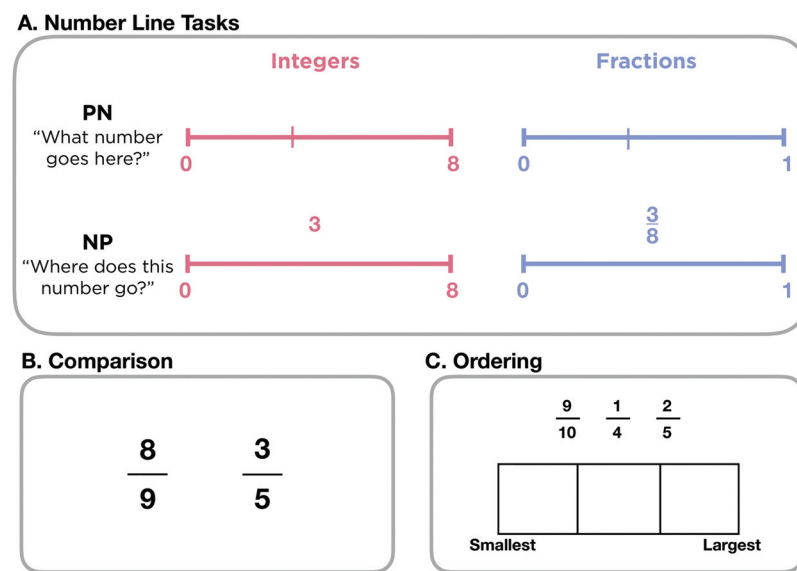 A. Number Line Tasks
Integers
Fractions
PN
“What number
goes here?”
0 8
0 1
NP
“Where does this
number go?”
3
0 8
3/8
0 1
B. Comparison
C. Ordering
8/9 3/5
9/10 1/4 2/5
Smallest Largest